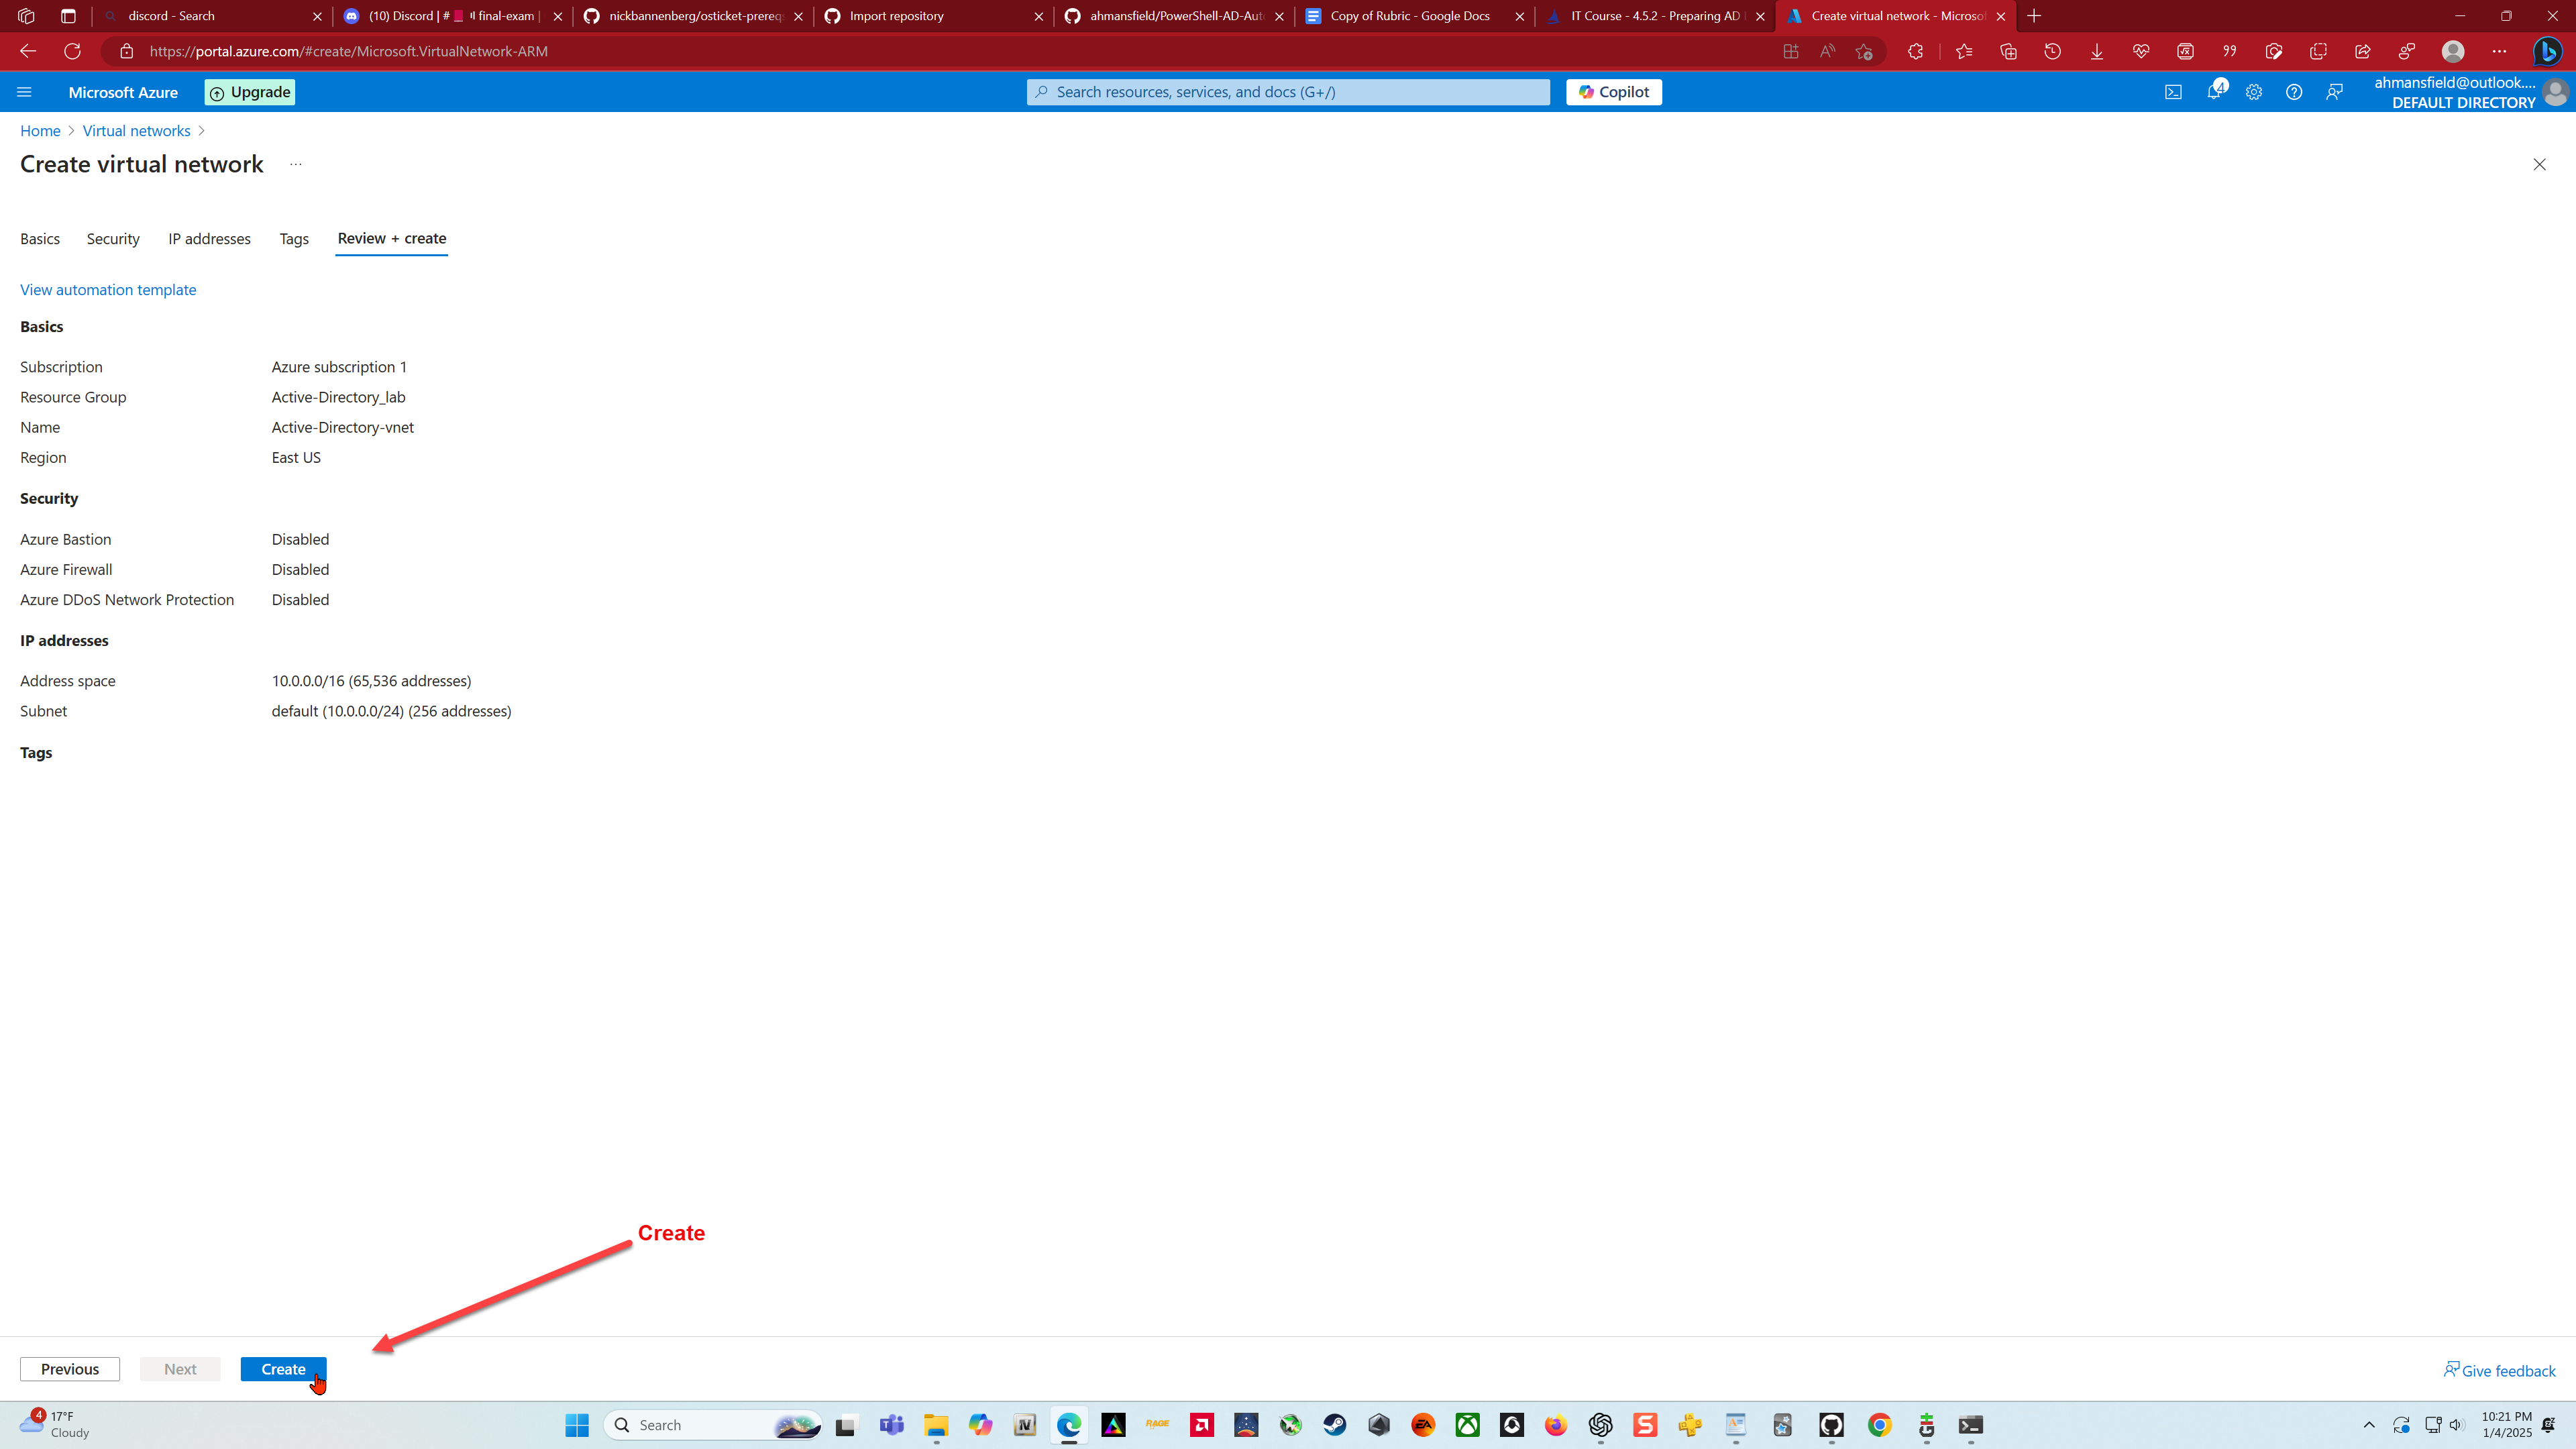 discord - Search
(10) Discord | # final-exam |
nickbannenberg/osticket-prereq
Import repository
ahmansfield/PowerShell-AD-Auto
Copy of Rubric - Google Docs
IT Course - 4.5.2 - Preparing AD
Create virtual network - Microsof
https://portal.azure.com/#create/Microsoft.VirtualNetwork-ARM
Microsoft Azure
Upgrade
Search resources, services, and docs (G+/)
Copilot
4
ahmansfield@outlook....
DEFAULT DIRECTORY
Home > Virtual networks >
Create virtual network ...
Basics Security IP addresses Tags Review + create
View automation template
Basics
Subscription Azure subscription 1
Resource Group Active-Directory_lab
Name Active-Directory-vnet
Region East US
Security
Azure Bastion Disabled
Azure Firewall Disabled
Azure DDoS Network Protection Disabled
IP addresses
Address space 10.0.0.0/16 (65,536 addresses)
Subnet default (10.0.0.0/24) (256 addresses)
Tags
Create
Previous Next Create
Give feedback
4
17°F
Cloudy
Search
RAGE
EA
10:21 PM
1/4/2025